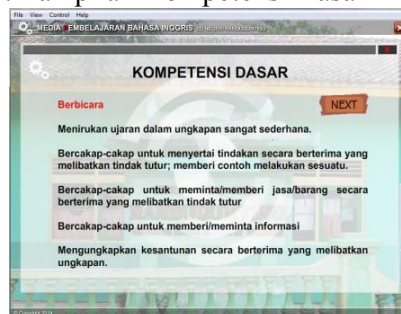 File View Control Help
MEDIA PEMBELAJARAN BAHASA INGGRIS
KOMPETENSI DASAR
Berbicara
NEXT
Menirukan ujaran dalam ungkapan sangat sederhana.
Bercakap-cakap untuk menyertai tindakan secara berterima yang
melibatkan tindak tutur; memberi contoh melakukan sesuatu.
Bercakap-cakap untuk meminta/memberi jasa/barang secara
berterima yang melibatkan tindak tutur
Bercakap-cakap untuk memberi/meminta informasi
Mengungkapkan kesantunan secara berterima yang melibatkan
ungkapan.